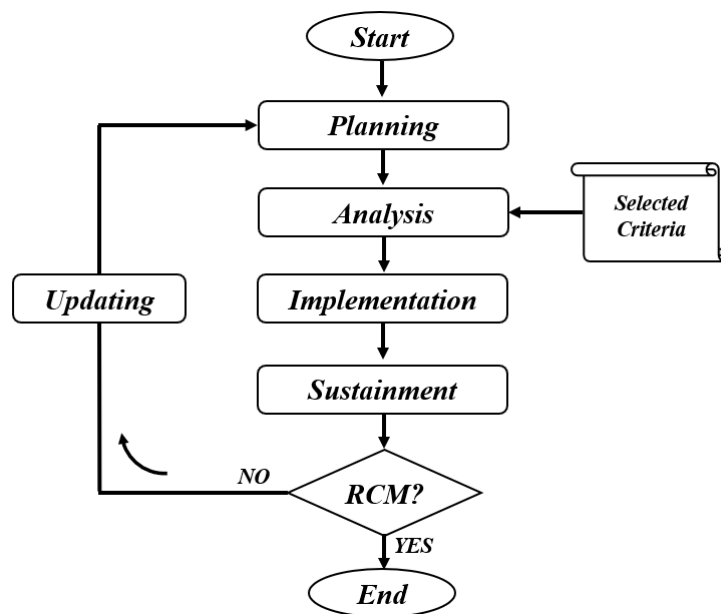 Start
Planning
Analysis
Selected
Criteria
Updating
Implementation
Sustainment
NO
RCM?
YES
End